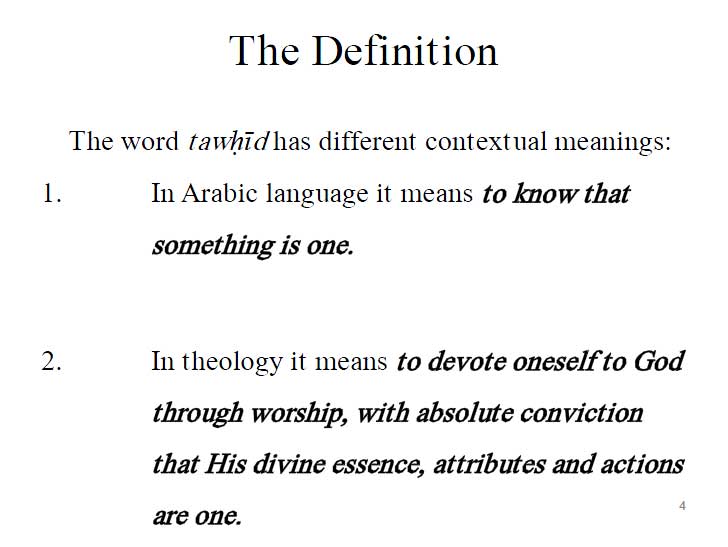 The Definition
The word tawḥīd has different contextual meanings:
1. In Arabic language it means to know that
something is one.
2. In theology it means to devote oneself to God
through worship, with absolute conviction
that His divine essence, attributes and actions
are one.
4